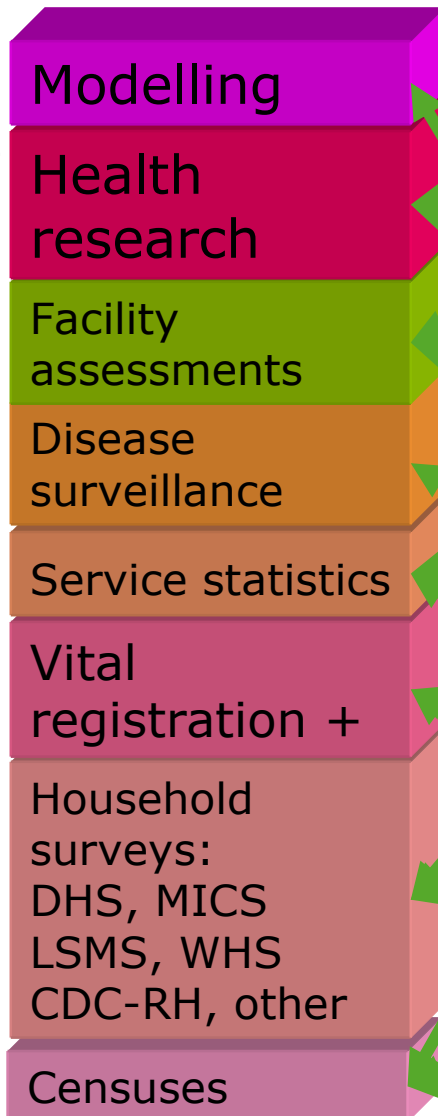 Modelling
Health
research
Facility
assessments
Disease
surveillance
Service statistics
Vital
registration +
Household
surveys:
DHS, MICS
LSMS, WHS
CDC-RH, other
Censuses